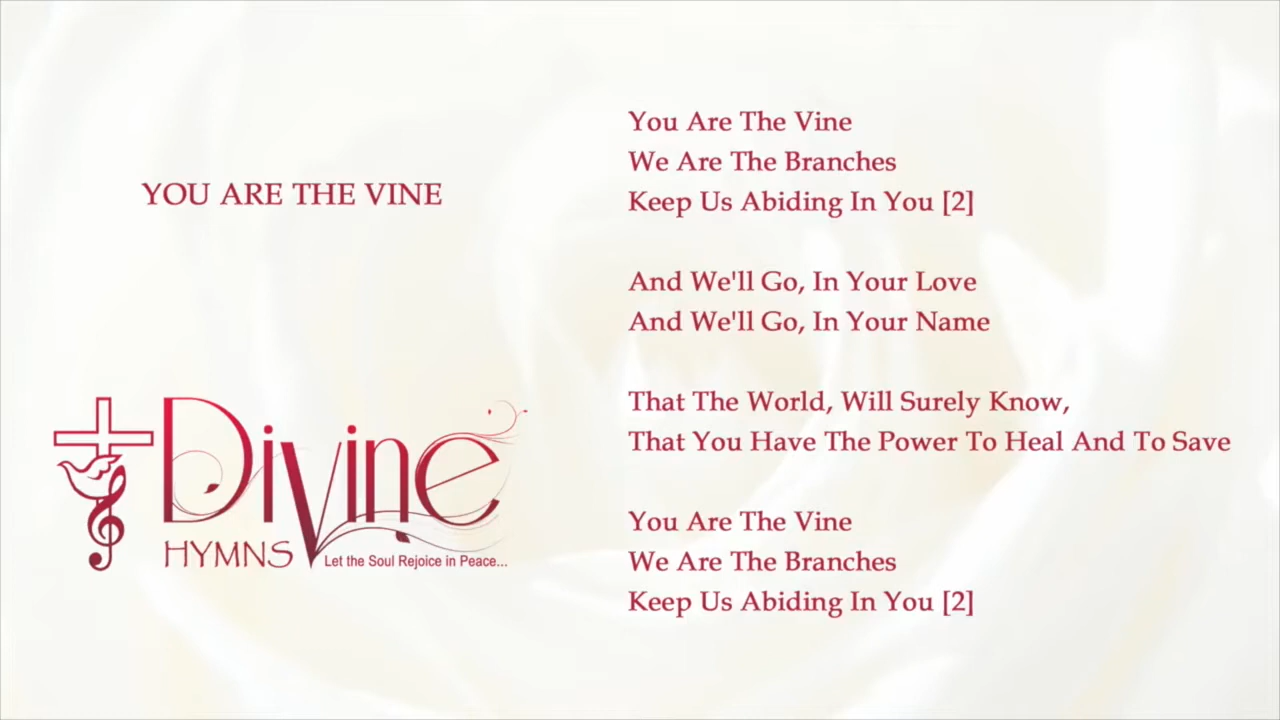 YOU ARE THE VINE
Divine
HYMNS
Let the Soul Rejoice in Peace...
You Are The Vine
We Are The Branches
Keep Us Abiding In You [2]
And We'll Go, In Your Love
And We'll Go, In Your Name
That The World, Will Surely Know,
That You Have The Power To Heal And To Save
You Are The Vine
We Are The Branches
Keep Us Abiding In You [2]